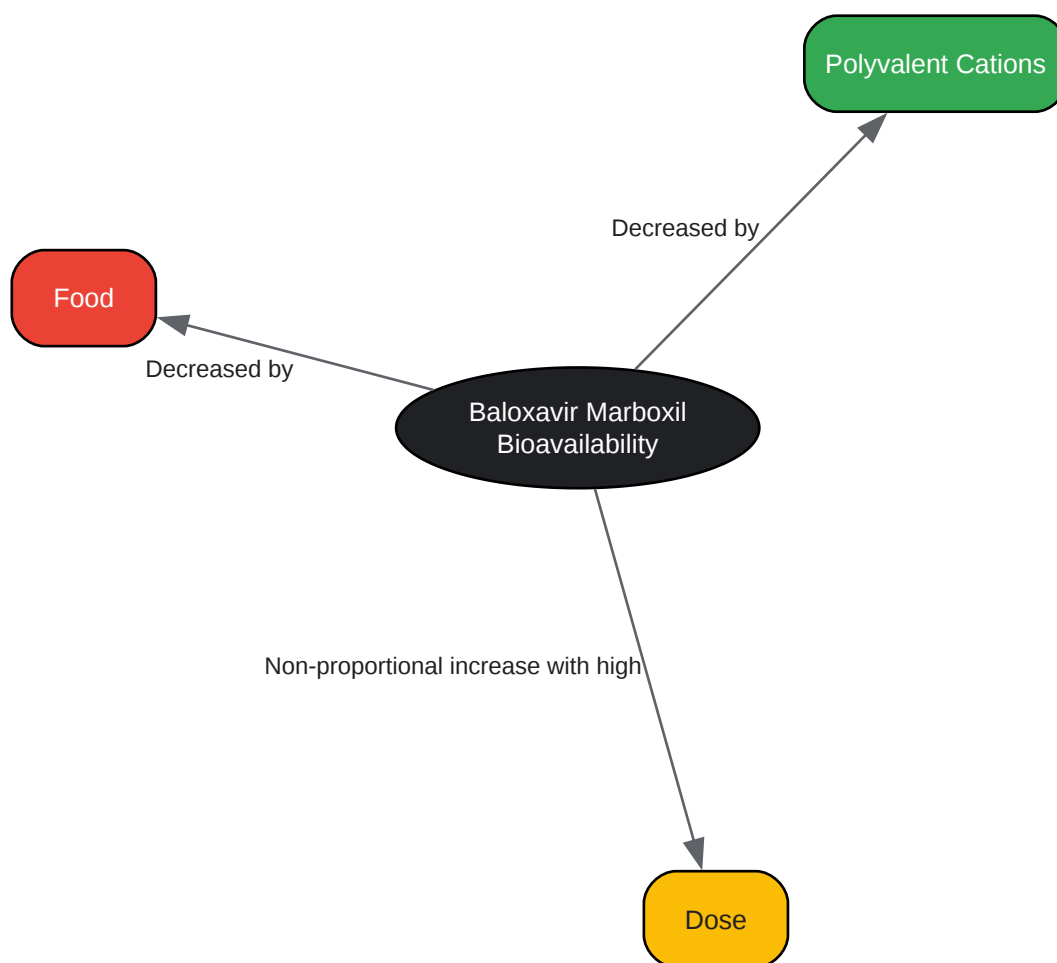 Polyvalent Cations
Decreased by
Food
Decreased by
Baloxavir Marboxil
Bioavailability
Non-proportional increase with high
Dose